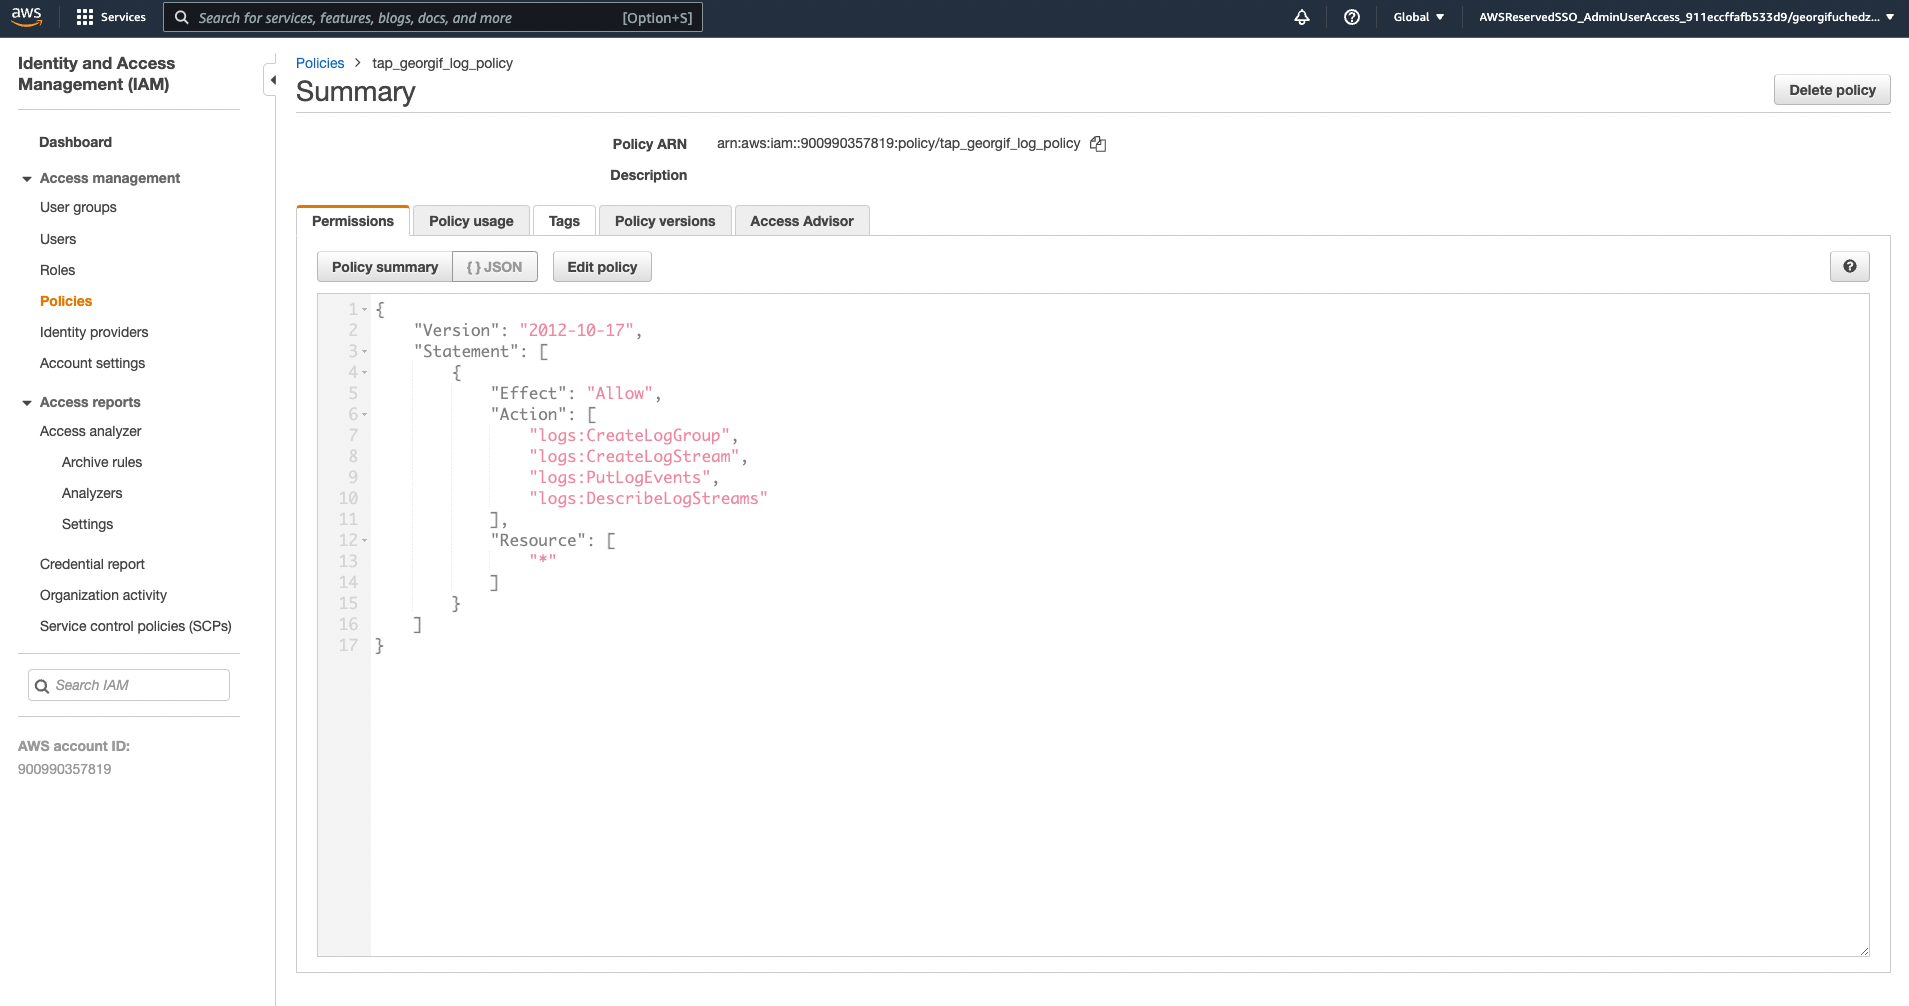 aws Services Search for services, features, blogs, docs, and more [Option+S] Global AWSReservedSSO_AdminUserAccess_911eccffafb533d9/georgifuchedz...
Identity and Access
Management (IAM)
Dashboard
Access management
User groups
Users
Roles
Policies
Identity providers
Account settings
Access reports
Access analyzer
Archive rules
Analyzers
Settings
Credential report
Organization activity
Service control policies (SCPs)
Search IAM
AWS account ID:
900990357819
Policies > tap_georgif_log_policy
Summary
Delete policy
Policy ARN arn:aws:iam::900990357819:policy/tap_georgif_log_policy
Description
Permissions Policy usage Tags Policy versions Access Advisor
Policy summary { } JSON Edit policy
1 {
2 "Version": "2012-10-17",
3 "Statement": [
4 {
5 "Effect": "Allow",
6 "Action": [
7 "logs:CreateLogGroup",
8 "logs:CreateLogStream",
9 "logs:PutLogEvents",
10 "logs:DescribeLogStreams"
11 ],
12 "Resource": [
13 "*"
14 ]
15 }
16 ]
17 }